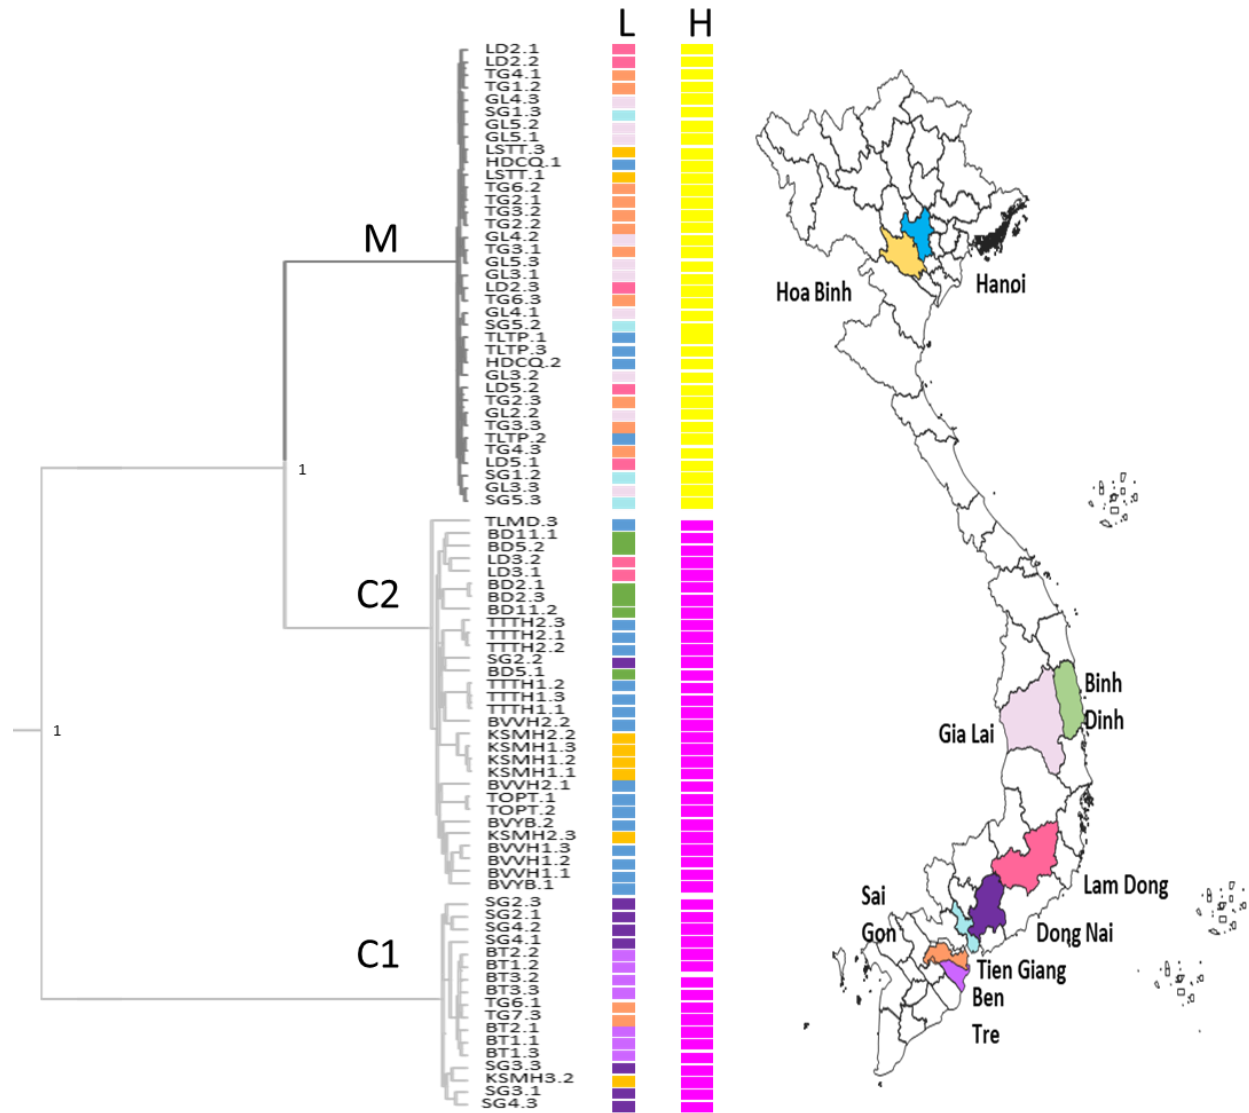 L H
LD2.1
LD2.2
TG4.1
TG1.2
GL4.3
SG1.3
GL5.2
GL5.1
LSTT.3
HDCQ.1
LSTT.1
TG6.2
TG2.1
TG3.2
TG2.2
GL4.2
TG3.1
GL5.3
GL3.1
LD2.3
TG6.3
GL4.1
SG5.2
TLTP.1
TLTP.3
HDCQ.2
GL3.2
LD5.2
TG2.3
GL2.2
TG3.3
TLTP.2
TG4.3
LD5.1
SG1.2
GL3.3
SG5.3
M
1
TLMD.3
BD11.1
BD5.2
LD3.2
LD3.1
BD2.1
BD2.3
BD11.2
TTTH2.3
TTTH2.1
TTTH2.2
SG2.2
BD5.1
TTTH1.2
TTTH1.3
TTTH1.1
BVVH2.2
KSMH2.2
KSMH1.3
KSMH1.2
KSMH1.1
BVVH2.1
TOPT.1
TOPT.2
BVYB.2
KSMH2.3
BVVH1.3
BVVH1.2
BVVH1.1
BVYB.1
C2
1
SG2.3
SG2.1
SG4.2
SG4.1
BT2.2
BT1.2
BT3.2
BT3.3
TG6.1
TG7.3
BT2.1
BT1.1
BT1.3
SG3.3
KSMH3.2
SG3.1
SG4.3
C1
Hoa Binh
Hanoi
Binh
Dinh
Gia Lai
Lam Dong
Sai
Gon
Dong Nai
Tien Giang
Ben
Tre